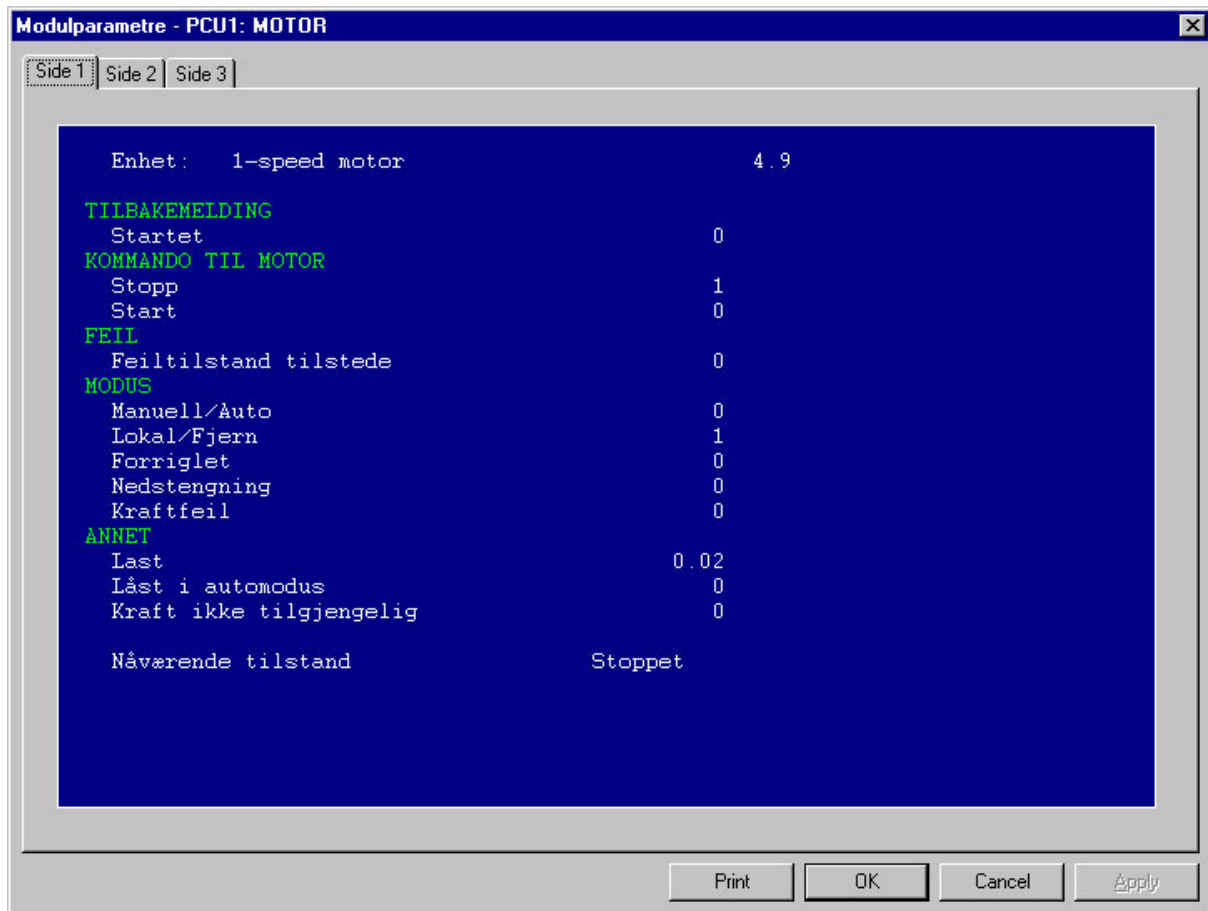 Modulparametre - PCU1: MOTOR
Side 1 Side 2 Side 3
Enhet: 1-speed motor 4.9
TILBAKEMELDING
Startet 0
KOMMANDO TIL MOTOR
Stopp 1
Start 0
FEIL
Feiltilstand tilstede 0
MODUS
Manuell/Auto 0
Lokal/Fjern 1
Forriglet 0
Nedstengning 0
Kraftfeil 0
ANNET
Last 0.02
Låst i automodus 0
Kraft ikke tilgjengelig 0
Nåværende tilstand Stoppet
Print OK Cancel Apply